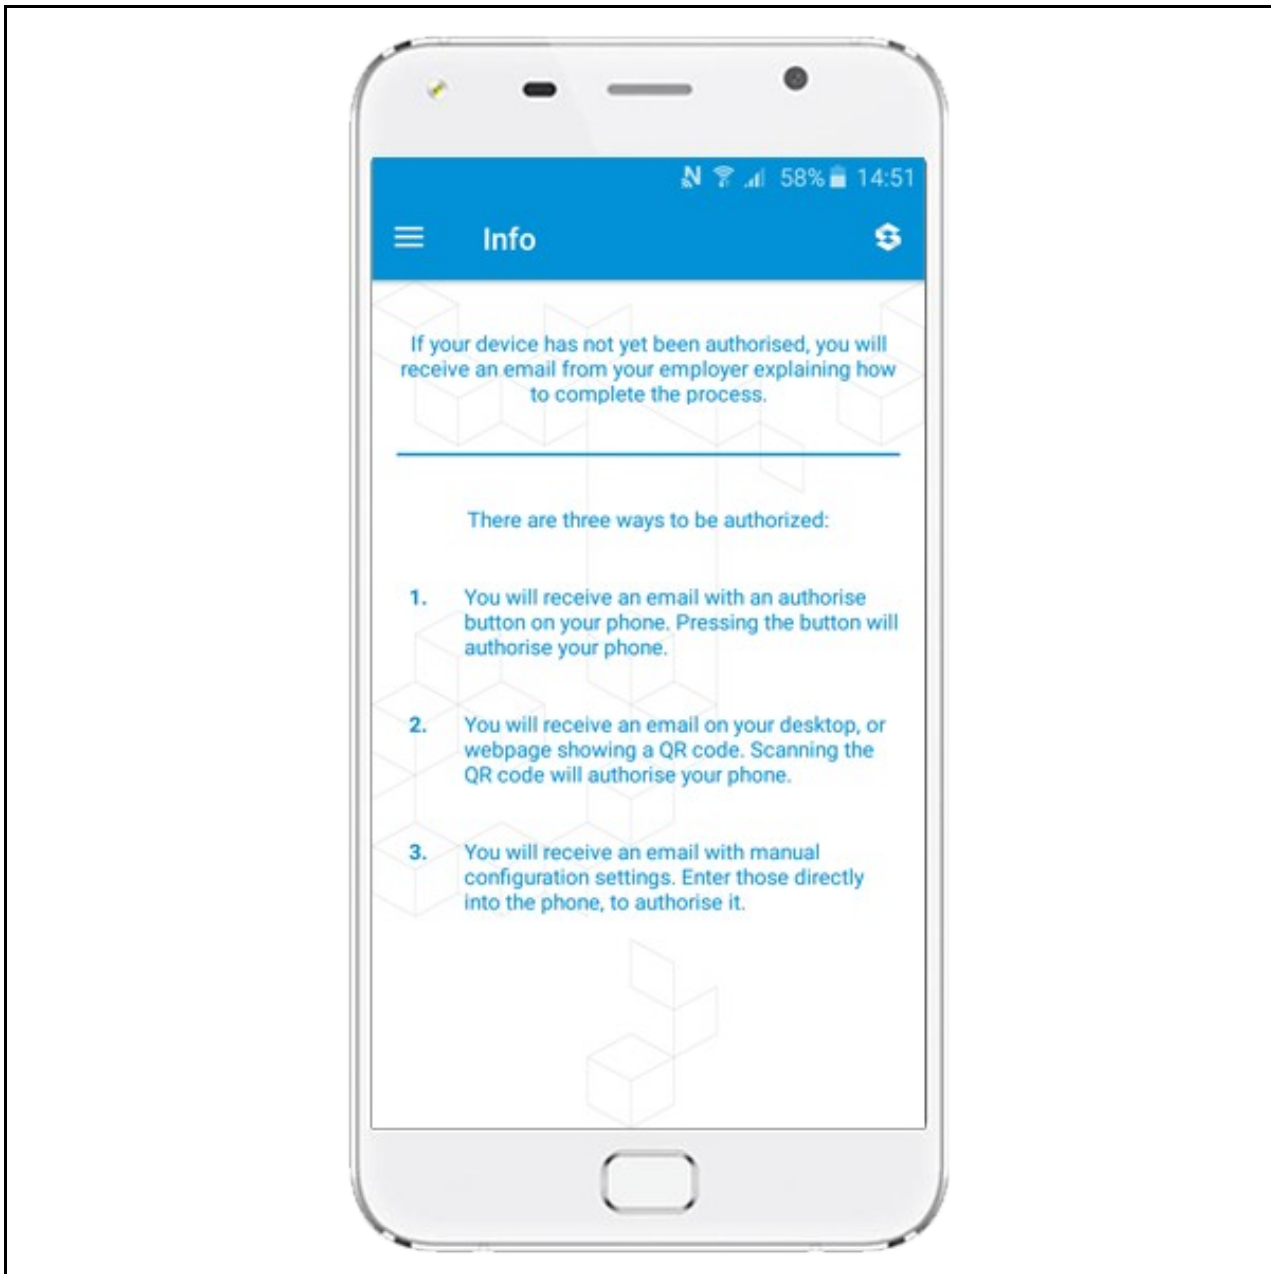 58% 14:51
Info
If your device has not yet been authorised, you will
receive an email from your employer explaining how
to complete the process.
There are three ways to be authorized:
1. You will receive an email with an authorise
button on your phone. Pressing the button will
authorise your phone.
2. You will receive an email on your desktop, or
webpage showing a QR code. Scanning the
QR code will authorise your phone.
3. You will receive an email with manual
configuration settings. Enter those directly
into the phone, to authorise it.